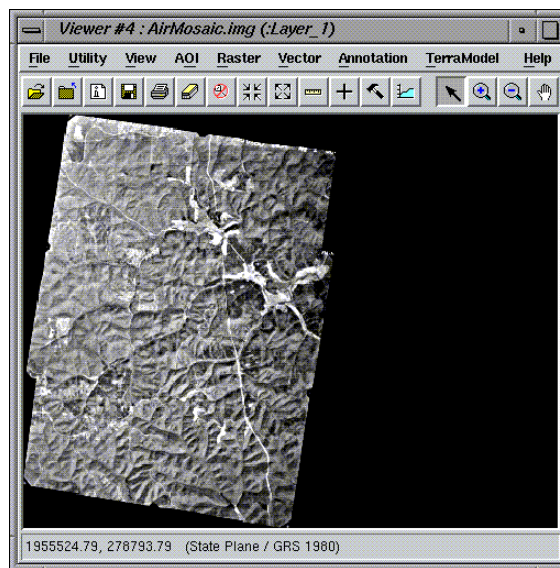 Viewer #4 : AirMosaic.img (:Layer_1)
File Utility View AOI Raster Vector Annotation TerraModel Help
1955524.79, 278793.79 (State Plane / GRS 1980)